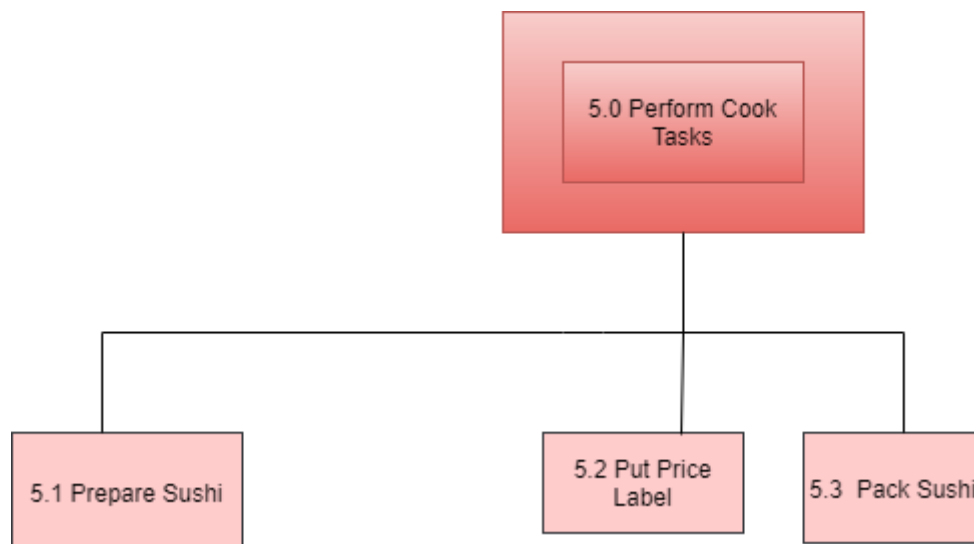 5.0 Perform Cook
Tasks
5.1 Prepare Sushi
5.2 Put Price
Label
5.3 Pack Sushi